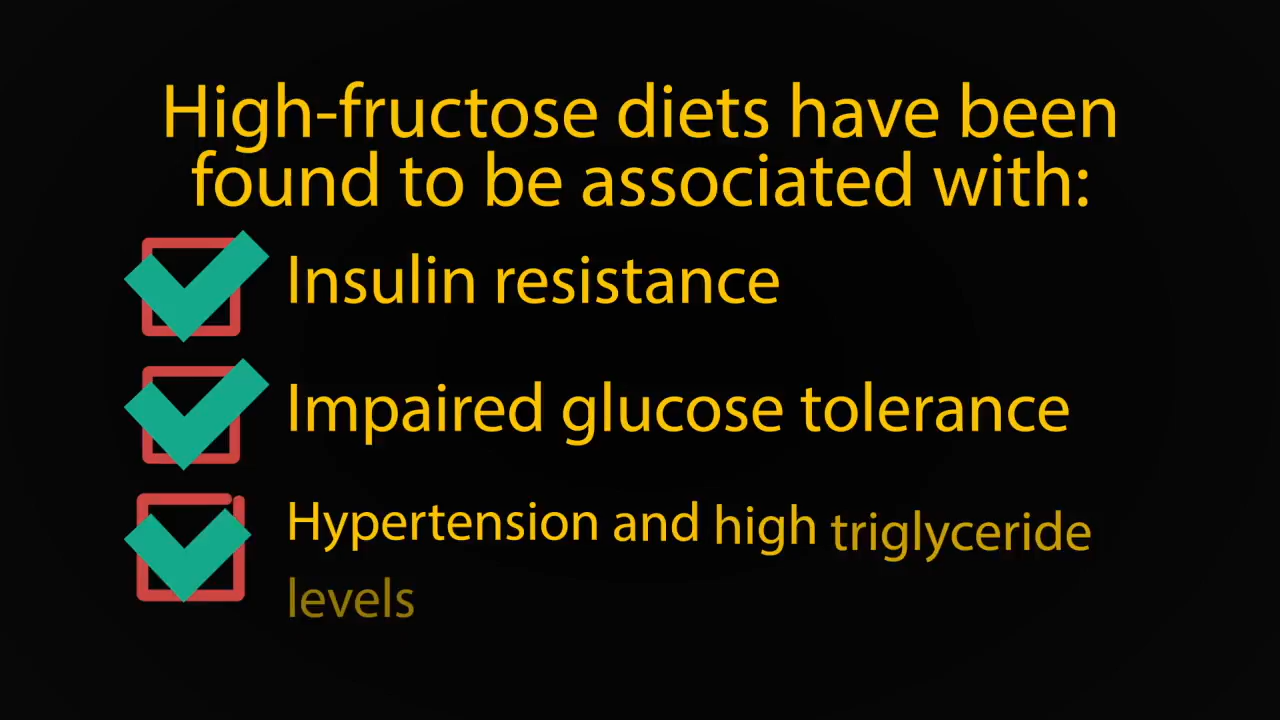 High-fructose diets have been
found to be associated with:
Insulin resistance
Impaired glucose tolerance
Hypertension and high triglyceride
levels